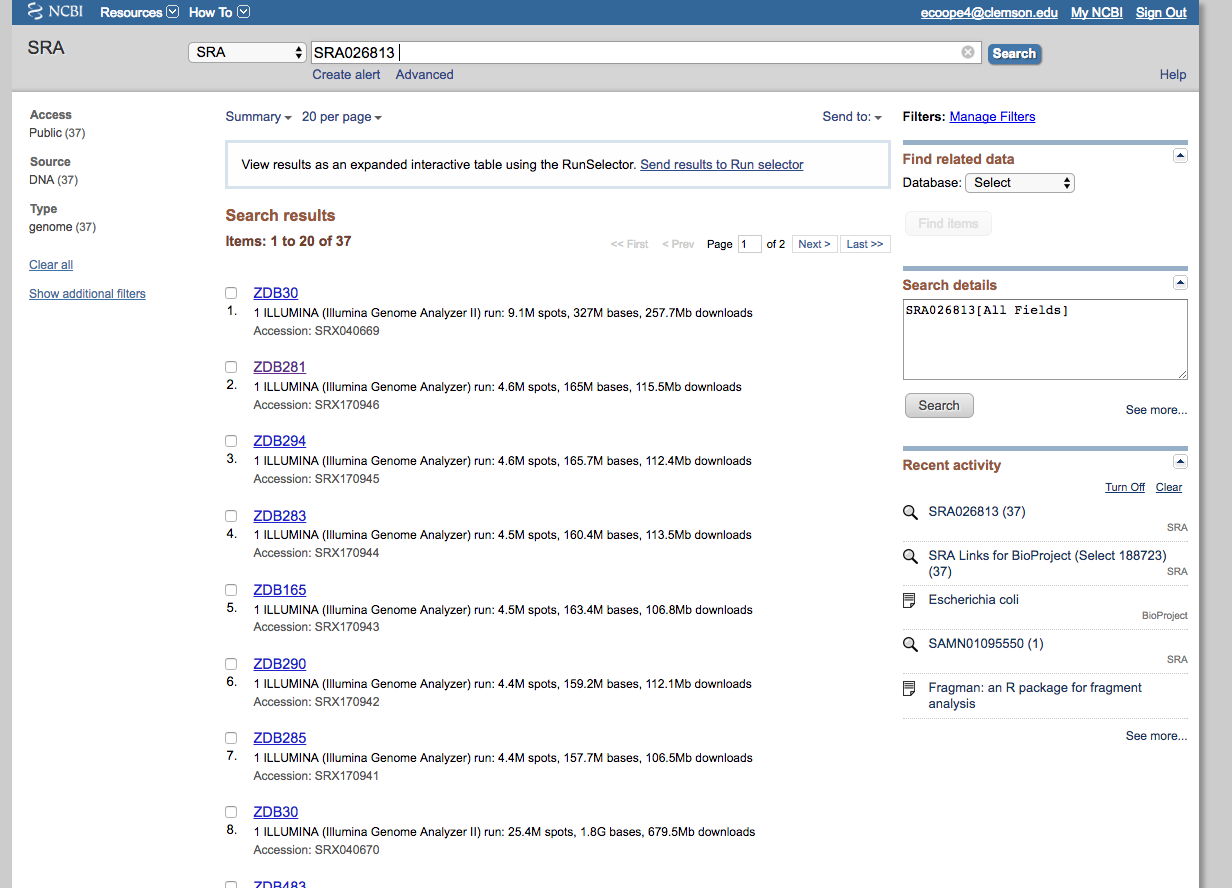 NCBI Resources How To ecoope4@clemson.edu My NCBI Sign Out
SRA
SRA SRA026813 Search
Create alert Advanced Help
Access
Public (37)
Source
DNA (37)
Type
genome (37)
Clear all
Show additional filters
Summary 20 per page Send to:
View results as an expanded interactive table using the RunSelector. Send results to Run selector
Search results
Items: 1 to 20 of 37
<< First < Prev Page 1 of 2 Next > Last >>
ZDB30
1. 1 ILLUMINA (Illumina Genome Analyzer II) run: 9.1M spots, 327M bases, 257.7Mb downloads
Accession: SRX040669
ZDB281
2. 1 ILLUMINA (Illumina Genome Analyzer) run: 4.6M spots, 165M bases, 115.5Mb downloads
Accession: SRX170946
ZDB294
3. 1 ILLUMINA (Illumina Genome Analyzer) run: 4.6M spots, 165.7M bases, 112.4Mb downloads
Accession: SRX170945
ZDB283
4. 1 ILLUMINA (Illumina Genome Analyzer) run: 4.5M spots, 160.4M bases, 113.5Mb downloads
Accession: SRX170944
ZDB165
5. 1 ILLUMINA (Illumina Genome Analyzer) run: 4.5M spots, 163.4M bases, 106.8Mb downloads
Accession: SRX170943
ZDB290
6. 1 ILLUMINA (Illumina Genome Analyzer) run: 4.4M spots, 159.2M bases, 112.1Mb downloads
Accession: SRX170942
ZDB285
7. 1 ILLUMINA (Illumina Genome Analyzer) run: 4.4M spots, 157.7M bases, 106.5Mb downloads
Accession: SRX170941
ZDB30
8. 1 ILLUMINA (Illumina Genome Analyzer II) run: 25.4M spots, 1.8G bases, 679.5Mb downloads
Accession: SRX040670
ZDB483
Filters: Manage Filters
Find related data
Database: Select
Find items
Search details
SRA026813[All Fields]
Search
See more...
Recent activity
Turn Off Clear
SRA026813 (37)
SRA
SRA Links for BioProject (Select 188723)
(37)
SRA
Escherichia coli
BioProject
SAMN01095550 (1)
SRA
Fragman: an R package for fragment
analysis
See more...